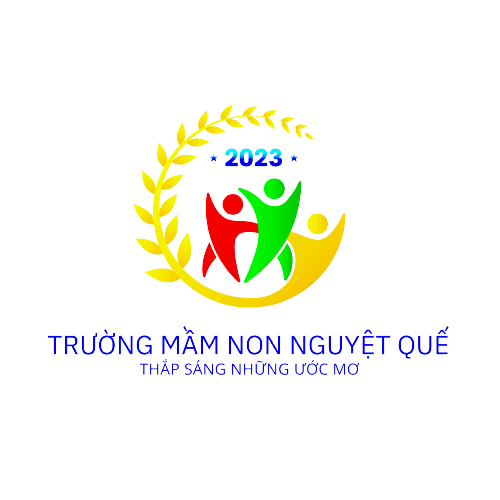 2023
TRƯỜNG MẦM NON NGUYỆT QUẾ
THẮP SÁNG NHỮNG ƯỚC MƠ